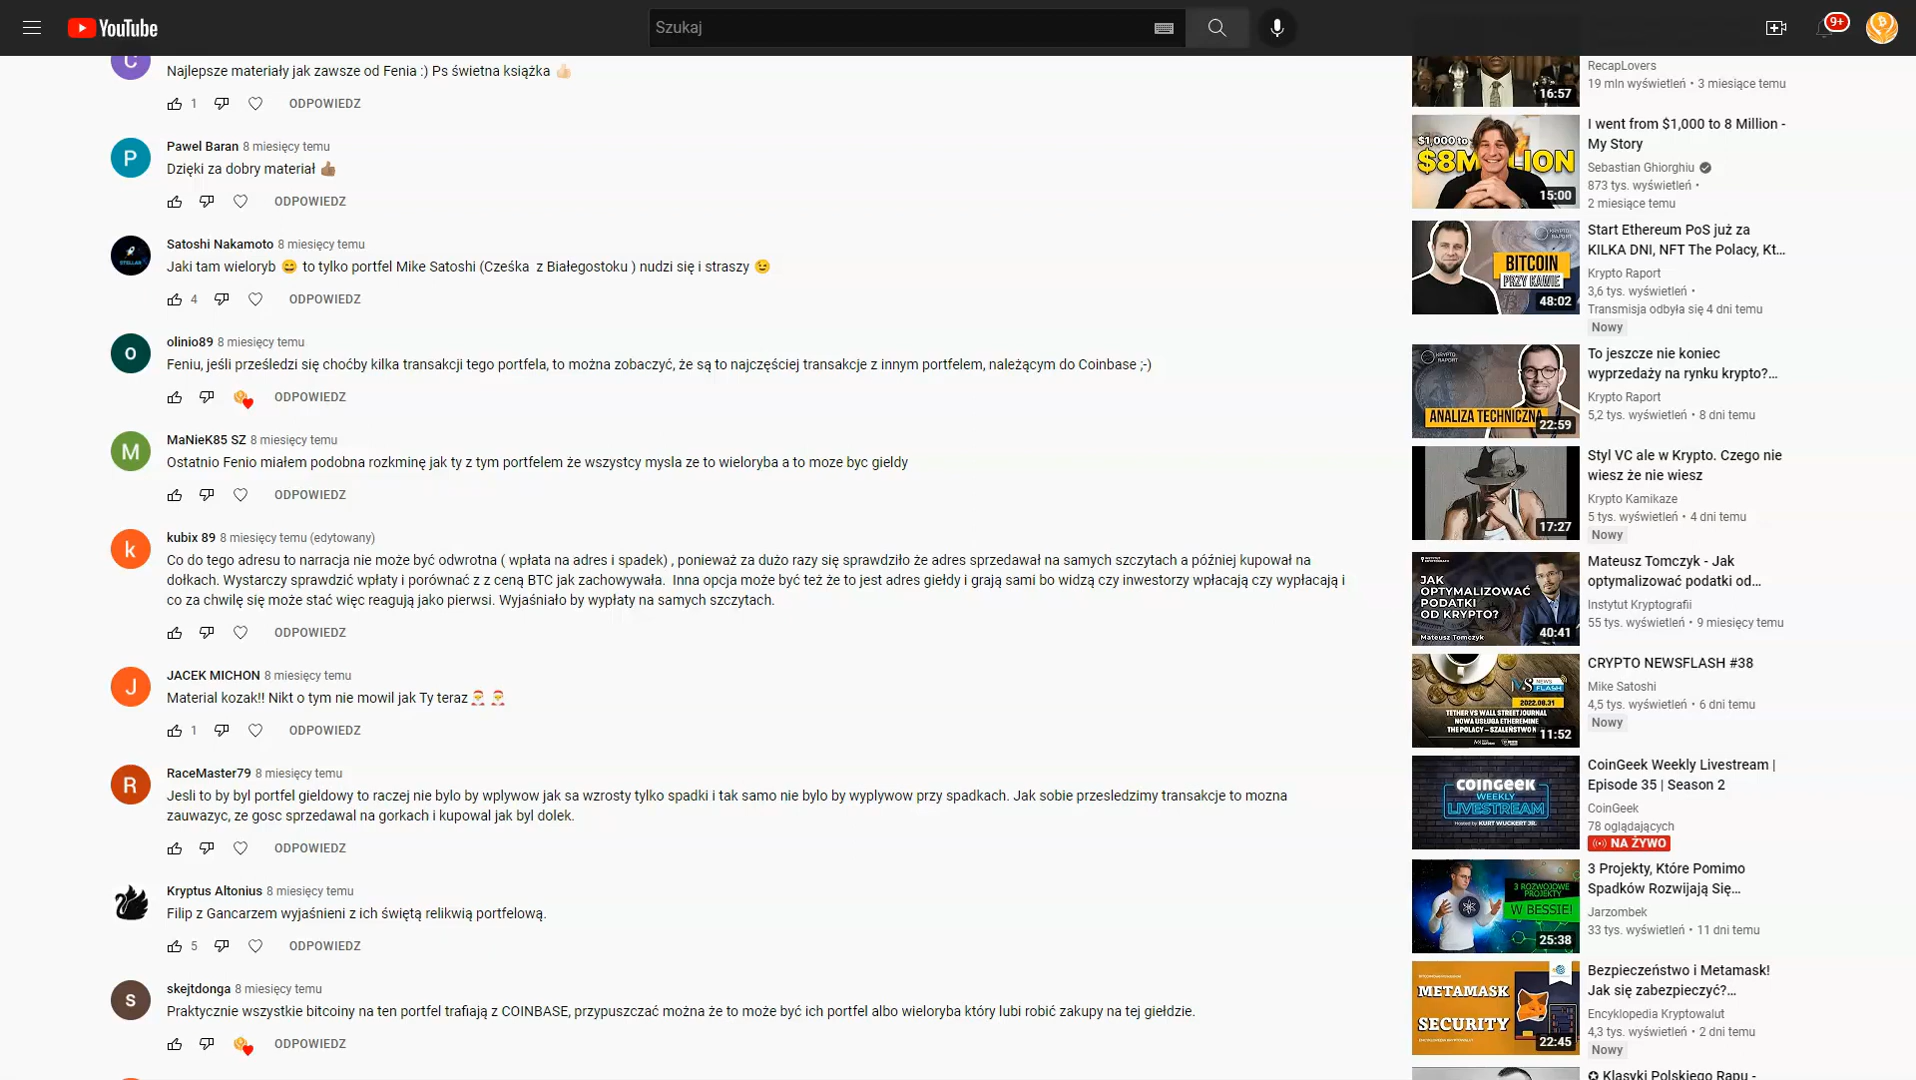 YouTube
Szukaj
9+
C
Najlepsze materiały jak zawsze od Fenia :) Ps świetna książka 👍🏻
1 ODPOWIEDZ
P
Pawel Baran 8 miesięcy temu
Dzięki za dobry materiał 👍🏽
ODPOWIEDZ
STELLAR
Satoshi Nakamoto 8 miesięcy temu
Jaki tam wieloryb 😄 to tylko portfel Mike Satoshi (Cześka z Białegostoku ) nudzi się i straszy 😉
4 ODPOWIEDZ
o
olinio89 8 miesięcy temu
Feniu, jeśli prześledzi się choćby kilka transakcji tego portfela, to można zobaczyć, że są to najczęściej transakcje z innym portfelem, należącym do Coinbase ;-)
ODPOWIEDZ
M
MaNieK85 SZ 8 miesięcy temu
Ostatnio Fenio miałem podobna rozkminę jak ty z tym portfelem że wszystcy mysla ze to wieloryba a to moze byc gieldy
ODPOWIEDZ
k
kubix 89 8 miesięcy temu (edytowany)
Co do tego adresu to narracja nie może być odwrotna ( wpłata na adres i spadek) , ponieważ za dużo razy się sprawdziło że adres sprzedawał na samych szczytach a później kupował na
dołkach. Wystarczy sprawdzić wpłaty i porównać z z ceną BTC jak zachowywała. Inna opcja może być też że to jest adres giełdy i grają sami bo widzą czy inwestorzy wpłacają czy wypłacają i
co za chwilę się może stać więc reagują jako pierwsi. Wyjaśniało by wypłaty na samych szczytach.
ODPOWIEDZ
J
JACEK MICHON 8 miesięcy temu
Material kozak!! Nikt o tym nie mowil jak Ty teraz🎅 🎅
1 ODPOWIEDZ
R
RaceMaster79 8 miesięcy temu
Jesli to by byl portfel gieldowy to raczej nie bylo by wplywow jak sa wzrosty tylko spadki i tak samo nie bylo by wyplywow przy spadkach. Jak sobie przesledzimy transakcje to mozna
zauwazyc, ze gosc sprzedawal na gorkach i kupowal jak byl dolek.
ODPOWIEDZ
Kryptus Altonius 8 miesięcy temu
Filip z Gancarzem wyjaśnieni z ich świętą relikwią portfelową.
5 ODPOWIEDZ
s
skejtdonga 8 miesięcy temu
Praktycznie wszystkie bitcoiny na ten portfel trafiają z COINBASE, przypuszczać można że to może być ich portfel albo wieloryba który lubi robić zakupy na tej giełdzie.
ODPOWIEDZ
16:57
RecapLovers
19 mln wyświetleń • 3 miesiące temu
$1,000 to
$8MILLION
15:00
I went from $1,000 to 8 Million -
My Story
Sebastian Ghiorghiu
873 tys. wyświetleń •
2 miesiące temu
KRYPTO RAPORT
BITCOIN
PRZY KAWIE
48:02
Start Ethereum PoS już za
KILKA DNI, NFT The Polacy, Kt...
Krypto Raport
3,6 tys. wyświetleń •
Transmisja odbyła się 4 dni temu
Nowy
KRYPTO RAPORT
ANALIZA TECHNICZNA
22:59
To jeszcze nie koniec
wyprzedaży na rynku krypto?...
Krypto Raport
5,2 tys. wyświetleń • 8 dni temu
17:27
Styl VC ale w Krypto. Czego nie
wiesz że nie wiesz
Krypto Kamikaze
5 tys. wyświetleń • 4 dni temu
Nowy
JAK
OPTYMALIZOWAĆ
PODATKI
OD KRYPTO?
Mateusz Tomczyk
40:41
Mateusz Tomczyk - Jak
optymalizować podatki od...
Instytut Kryptografii
55 tys. wyświetleń • 9 miesięcy temu
MS NEWS FLASH
2022.08.31
TETHER VS WALL STREET JOURNAL
NOWA USŁUGA ETHEREMINE
THE POLACY – SZALEŃSTWO N
11:52
CRYPTO NEWSFLASH #38
Mike Satoshi
4,5 tys. wyświetleń • 6 dni temu
Nowy
COINGEEK
WEEKLY
LIVESTREAM
Hosted by KURT WUCKERT JR.
CoinGeek Weekly Livestream |
Episode 35 | Season 2
CoinGeek
78 oglądających
NA ŻYWO
3 ROZWOJOWE
PROJEKTY
W BESSIE!
25:38
3 Projekty, Które Pomimo
Spadków Rozwijają Się...
Jarzombek
33 tys. wyświetleń • 11 dni temu
METAMASK
SECURITY
22:45
Bezpieczeństwo i Metamask!
Jak się zabezpieczyć?...
Encyklopedia Kryptowalut
4,3 tys. wyświetleń • 2 dni temu
Nowy
✪ Klasyki Polskiego Rapu -